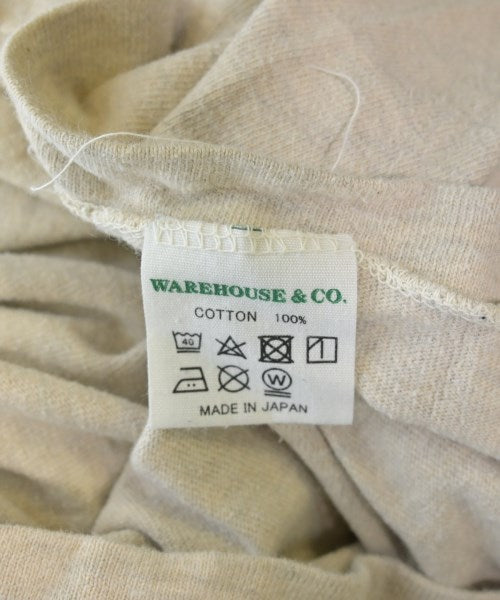 WAREHOUSE & CO.
COTTON 100%
40
W
MADE IN JAPAN